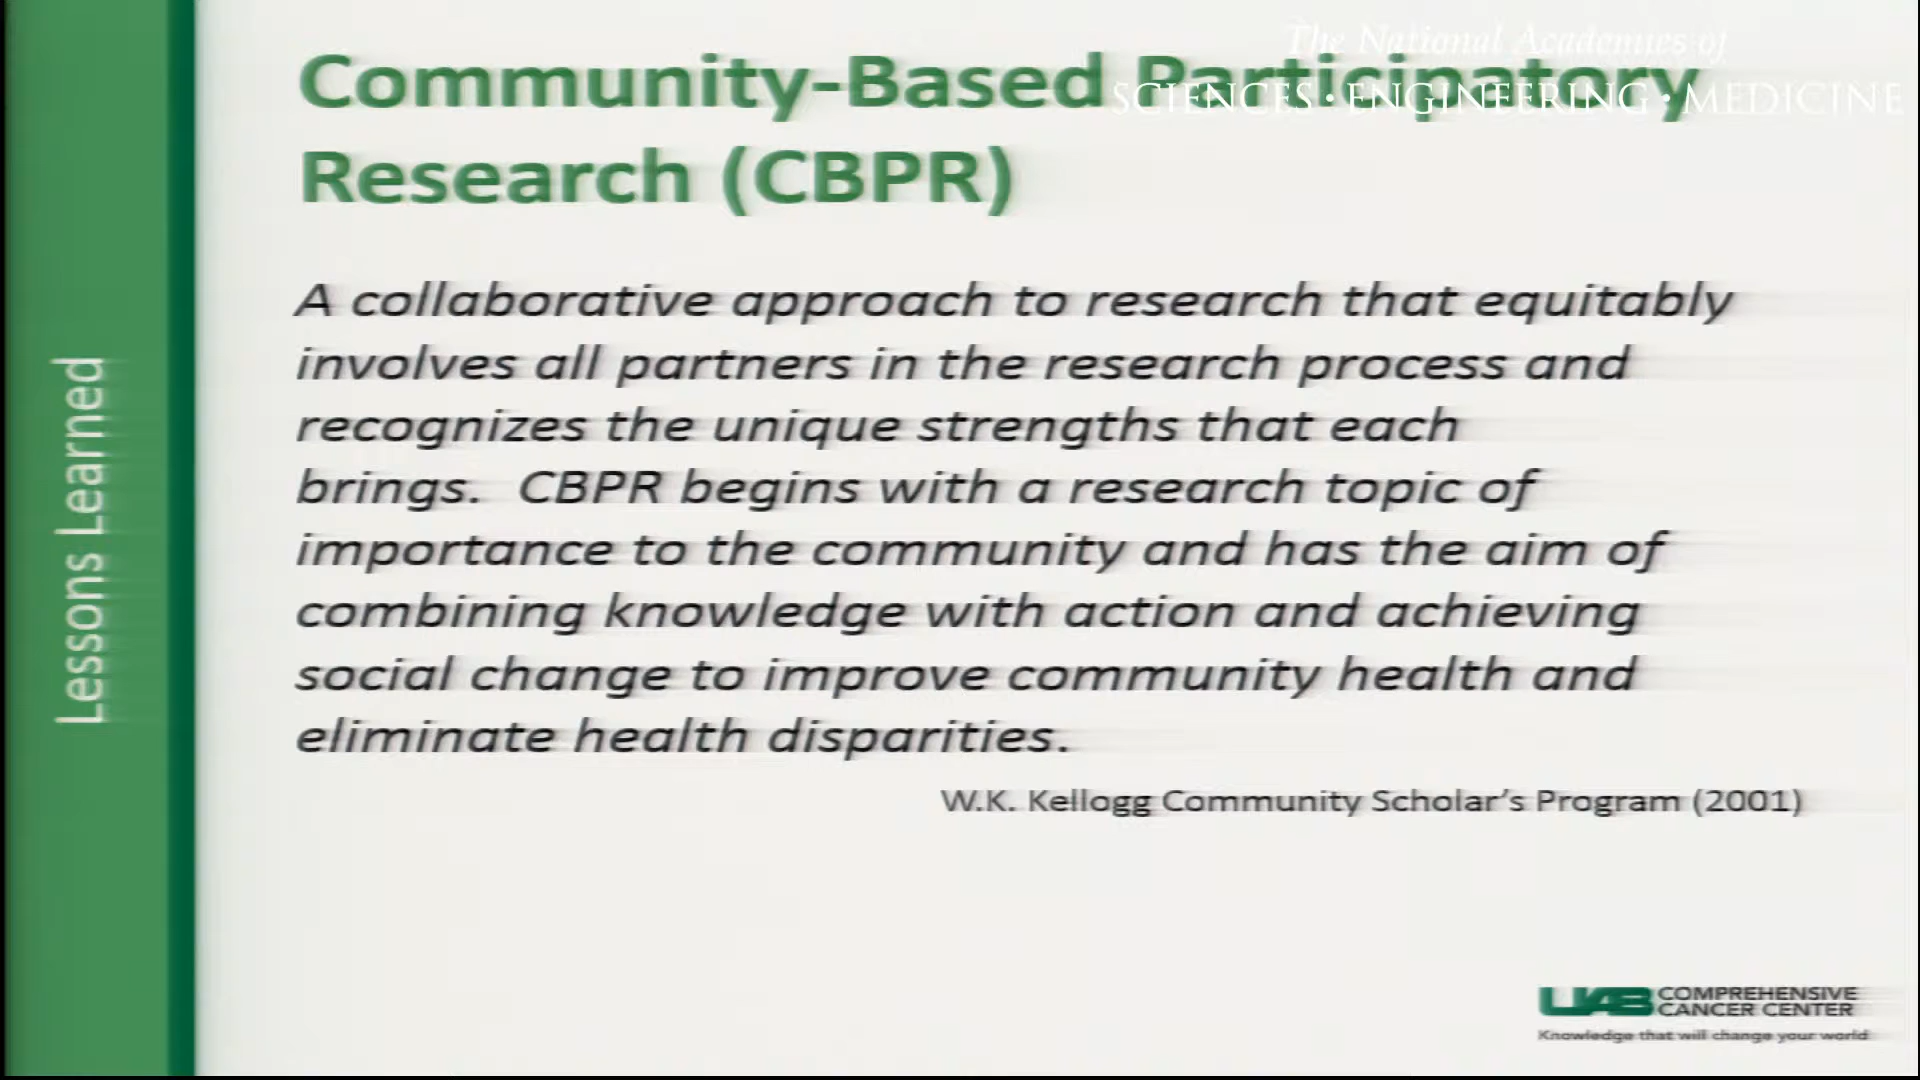 The National Academies of
SCIENCES • ENGINEERING • MEDICINE
Community-Based Participatory
Research (CBPR)
Lessons Learned
A collaborative approach to research that equitably
involves all partners in the research process and
recognizes the unique strengths that each
brings.  CBPR begins with a research topic of
importance to the community and has the aim of
combining knowledge with action and achieving
social change to improve community health and
eliminate health disparities.
W.K. Kellogg Community Scholar's Program (2001)
UAB COMPREHENSIVE
CANCER CENTER
Knowledge that will change your world